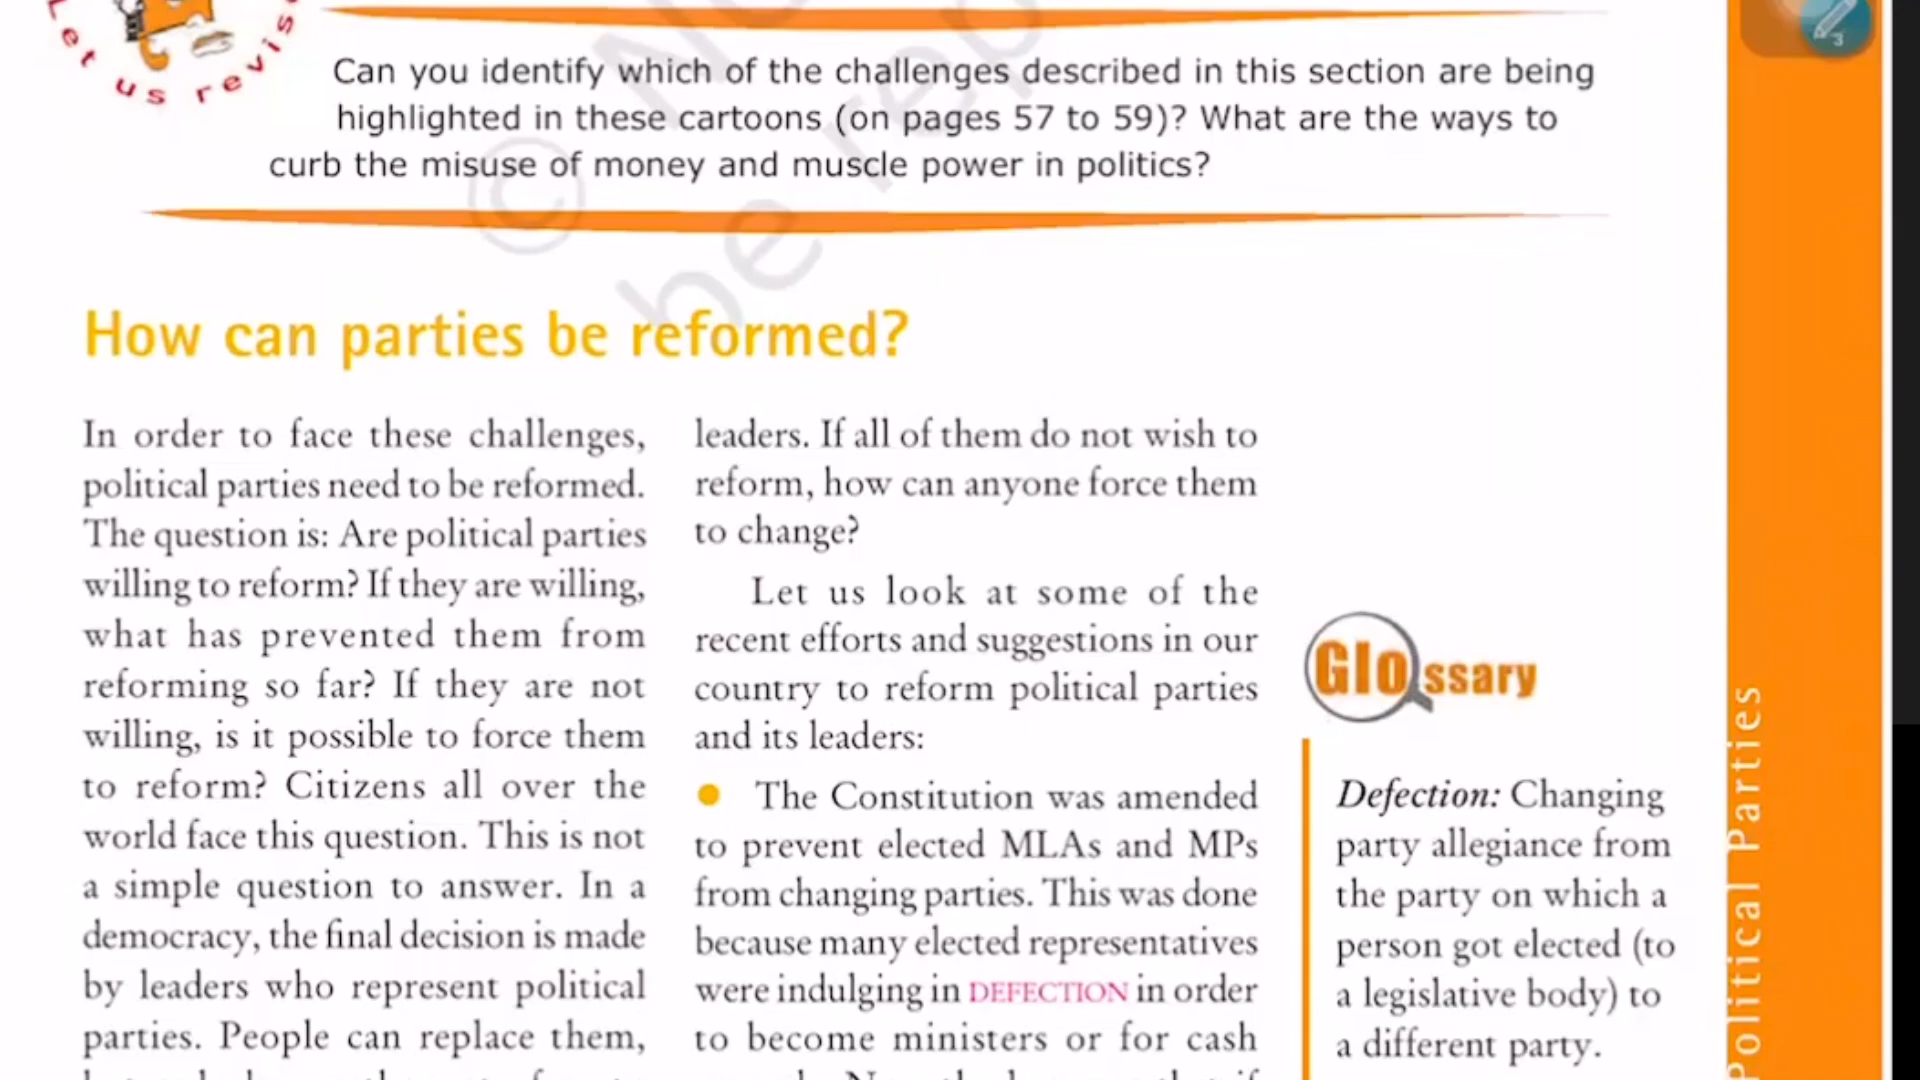 Let us revise
Can you identify which of the challenges described in this section are being
highlighted in these cartoons (on pages 57 to 59)? What are the ways to
curb the misuse of money and muscle power in politics?
How can parties be reformed?
In order to face these challenges,
political parties need to be reformed.
The question is: Are political parties
willing to reform? If they are willing,
what has prevented them from
reforming so far? If they are not
willing, is it possible to force them
to reform? Citizens all over the
world face this question. This is not
a simple question to answer. In a
democracy, the final decision is made
by leaders who represent political
parties. People can replace them,
leaders. If all of them do not wish to
reform, how can anyone force them
to change?
Let us look at some of the
recent efforts and suggestions in our
country to reform political parties
and its leaders:
● The Constitution was amended
to prevent elected MLAs and MPs
from changing parties. This was done
because many elected representatives
were indulging in DEFECTION in order
to become ministers or for cash
Glossary
Defection: Changing
party allegiance from
the party on which a
person got elected (to
a legislative body) to
a different party.
Political Parties
3
©
be rep